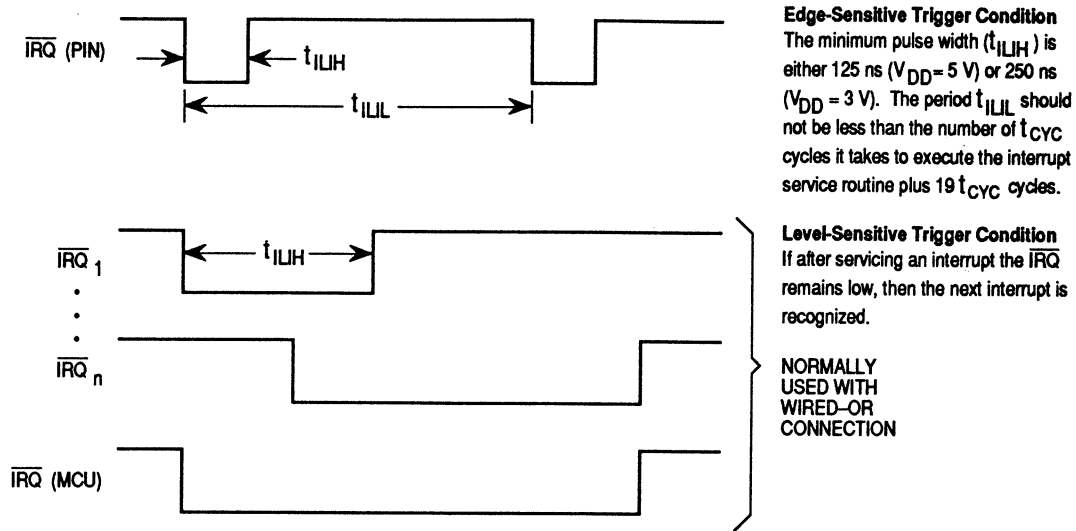 IRQ (PIN)
tILIH
tILIL
Edge-Sensitive Trigger Condition
The minimum pulse width (tILIH) is
either 125 ns (VDD= 5 V) or 250 ns
(VDD = 3 V). The period tILIL should
not be less than the number of tCYC
cycles it takes to execute the interrupt
service routine plus 19 tCYC cycles.
IRQ 1
tILIH
IRQ n
IRQ (MCU)
Level-Sensitive Trigger Condition
If after servicing an interrupt the IRQ
remains low, then the next interrupt is
recognized.
NORMALLY
USED WITH
WIRED–OR
CONNECTION